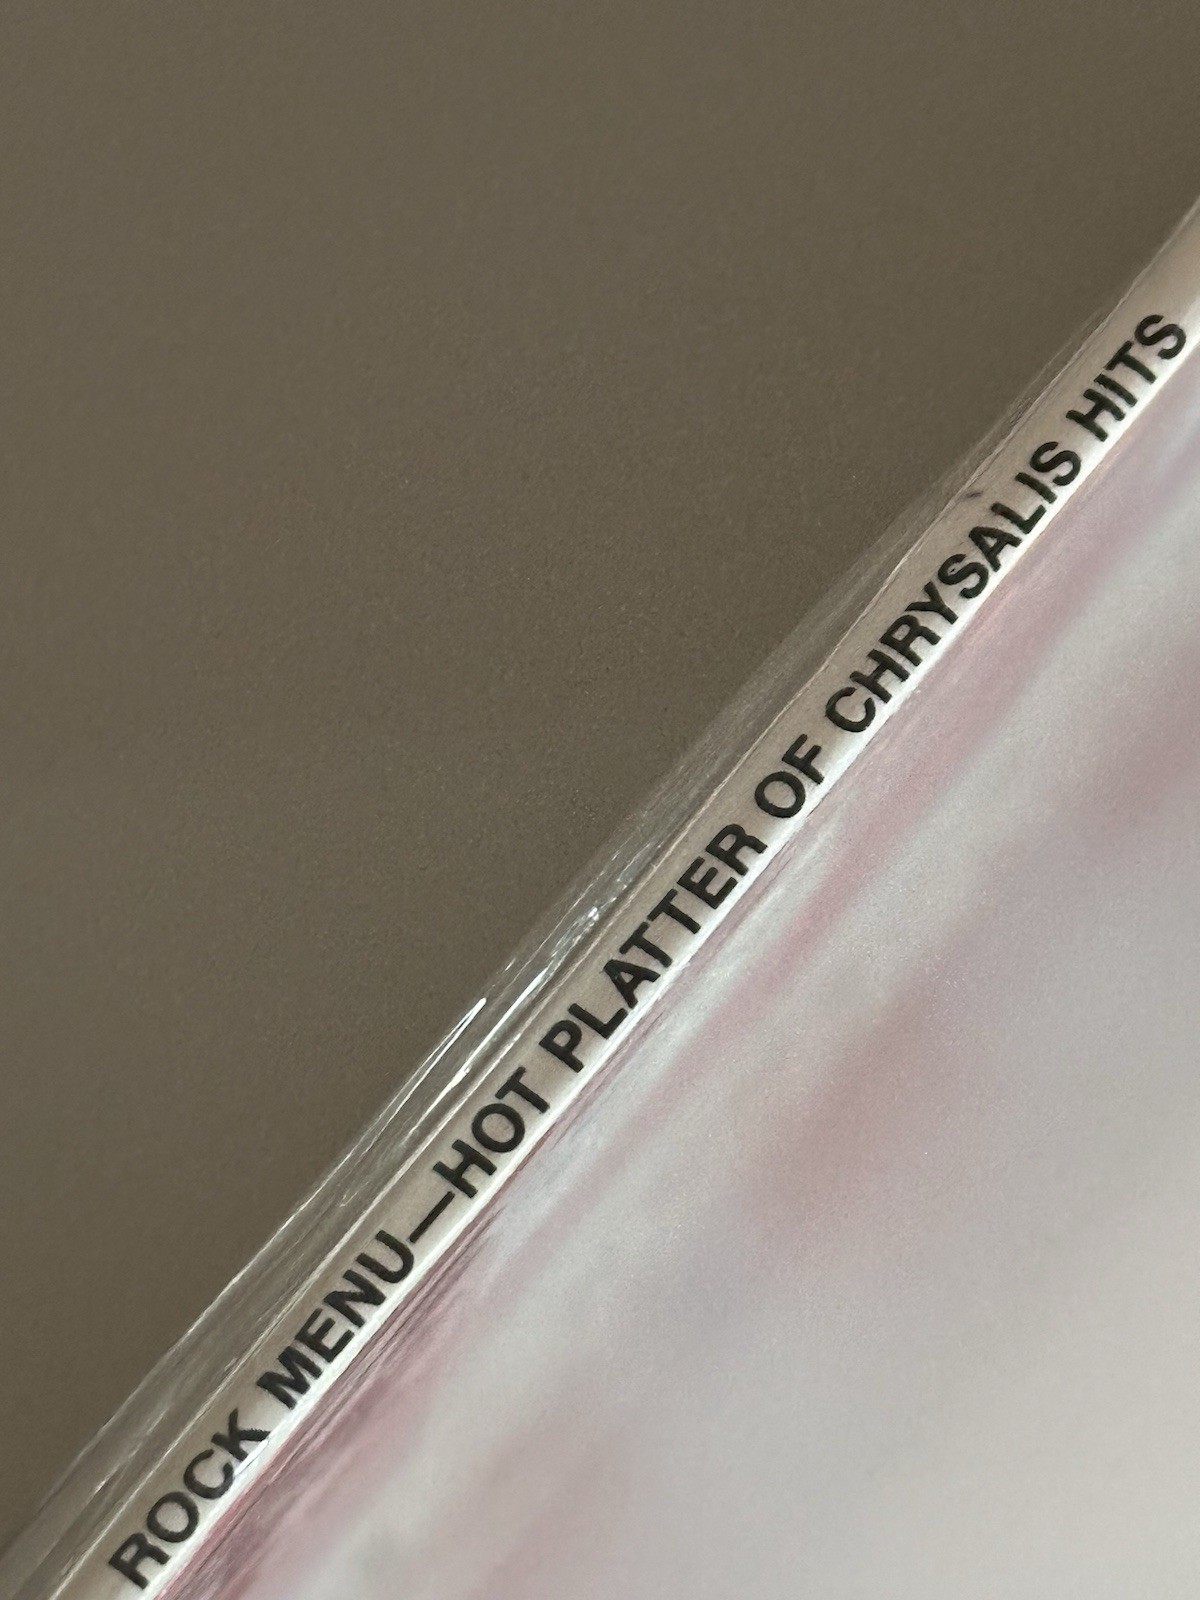 ROCK MENU—HOT PLATTER OF CHRYSALIS HITS